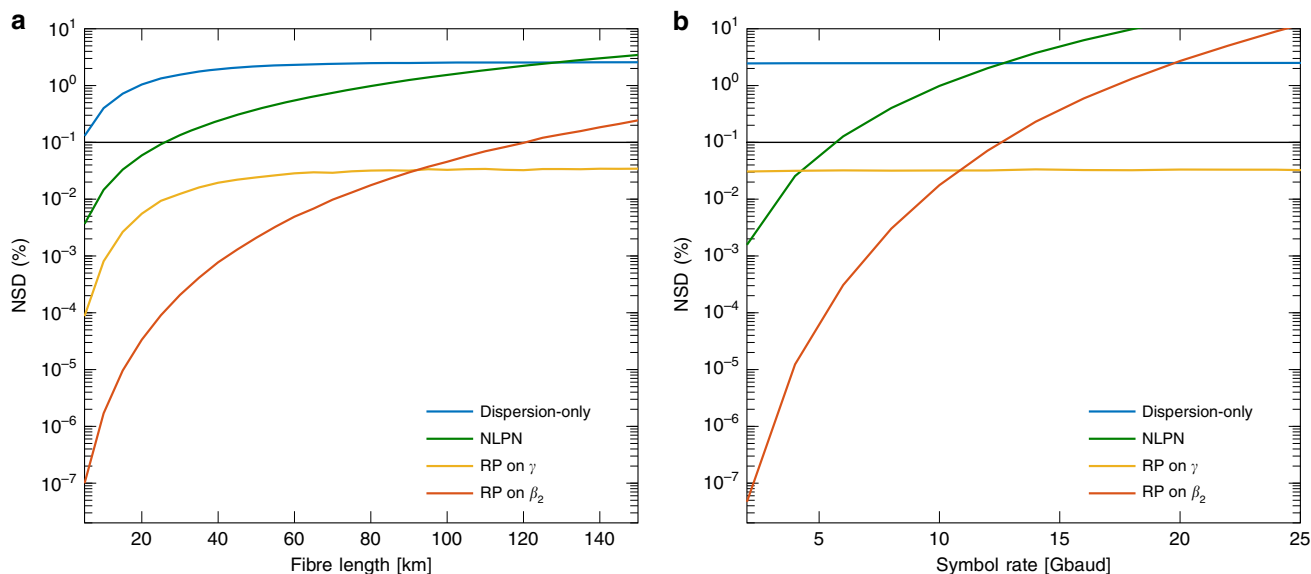 a
NSD (%)
10^1
10^0
10^-1
10^-2
10^-3
10^-4
10^-5
10^-6
10^-7
Dispersion-only
NLPN
RP on γ
RP on β_2
20 40 60 80 100 120 140
Fibre length [km]
b
NSD (%)
10^1
10^0
10^-1
10^-2
10^-3
10^-4
10^-5
10^-6
10^-7
Dispersion-only
NLPN
RP on γ
RP on β_2
5 10 15 20 25
Symbol rate [Gbaud]